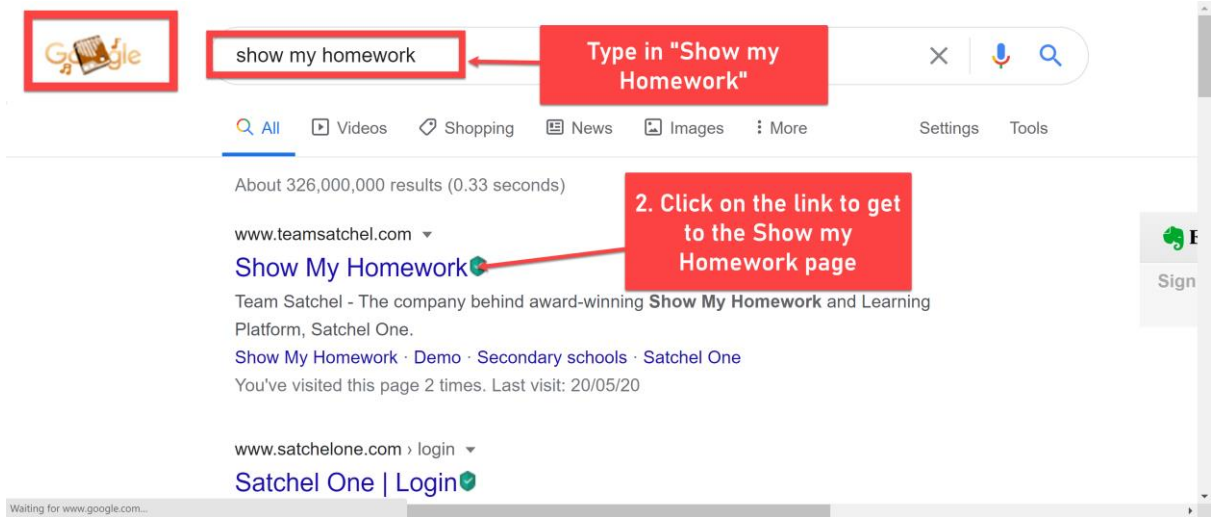 Google
show my homework
Type in "Show my
Homework"
All Videos Shopping News Images More Settings Tools
About 326,000,000 results (0.33 seconds)
2. Click on the link to get
to the Show my
Homework page
www.teamsatchel.com
Show My Homework
Team Satchel - The company behind award-winning Show My Homework and Learning
Platform, Satchel One.
Show My Homework · Demo · Secondary schools · Satchel One
You've visited this page 2 times. Last visit: 20/05/20
Sign
www.satchelone.com › login
Satchel One | Login
Waiting for www.google.com...